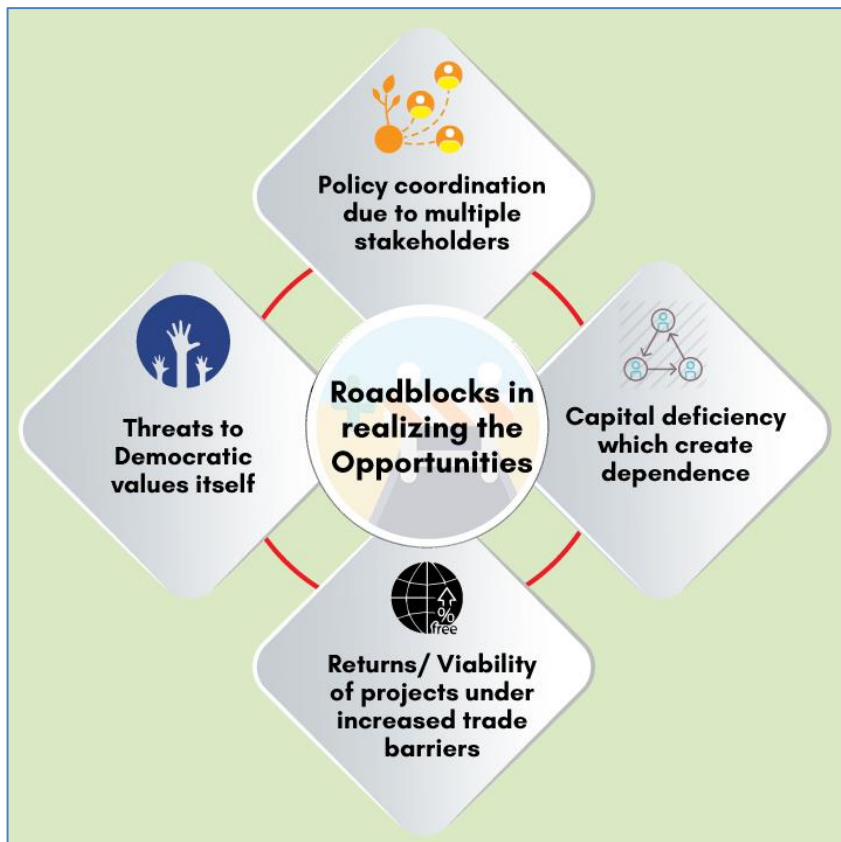 Policy coordination
due to multiple
stakeholders
Threats to
Democratic
values itself
Roadblocks in
realizing the
Opportunities
Capital deficiency
which create
dependence
%
free
Returns/ Viability
of projects under
increased trade
barriers